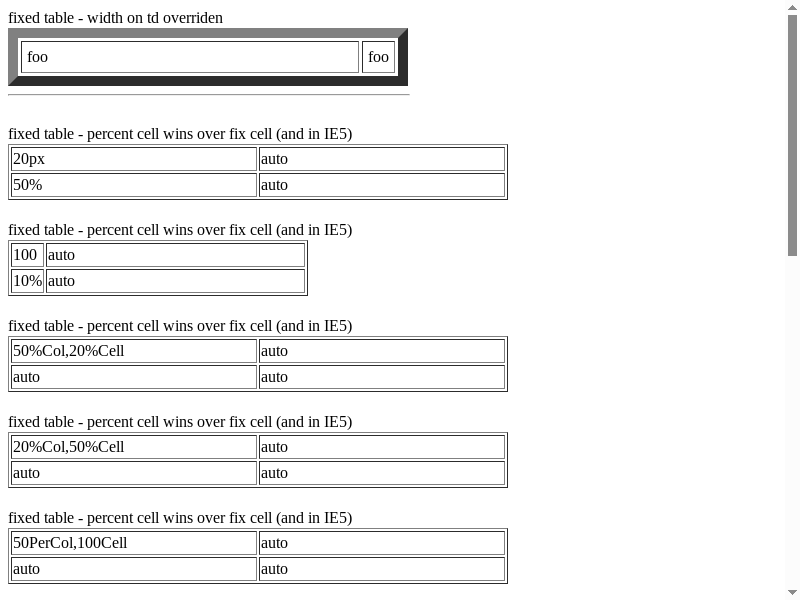 fixed table - width on td overriden
foo foo
fixed table - percent cell wins over fix cell (and in IE5)
20px auto
50% auto
fixed table - percent cell wins over fix cell (and in IE5)
100 auto
10% auto
fixed table - percent cell wins over fix cell (and in IE5)
50%Col,20%Cell auto
auto auto
fixed table - percent cell wins over fix cell (and in IE5)
20%Col,50%Cell auto
auto auto
fixed table - percent cell wins over fix cell (and in IE5)
50PerCol,100Cell auto
auto auto